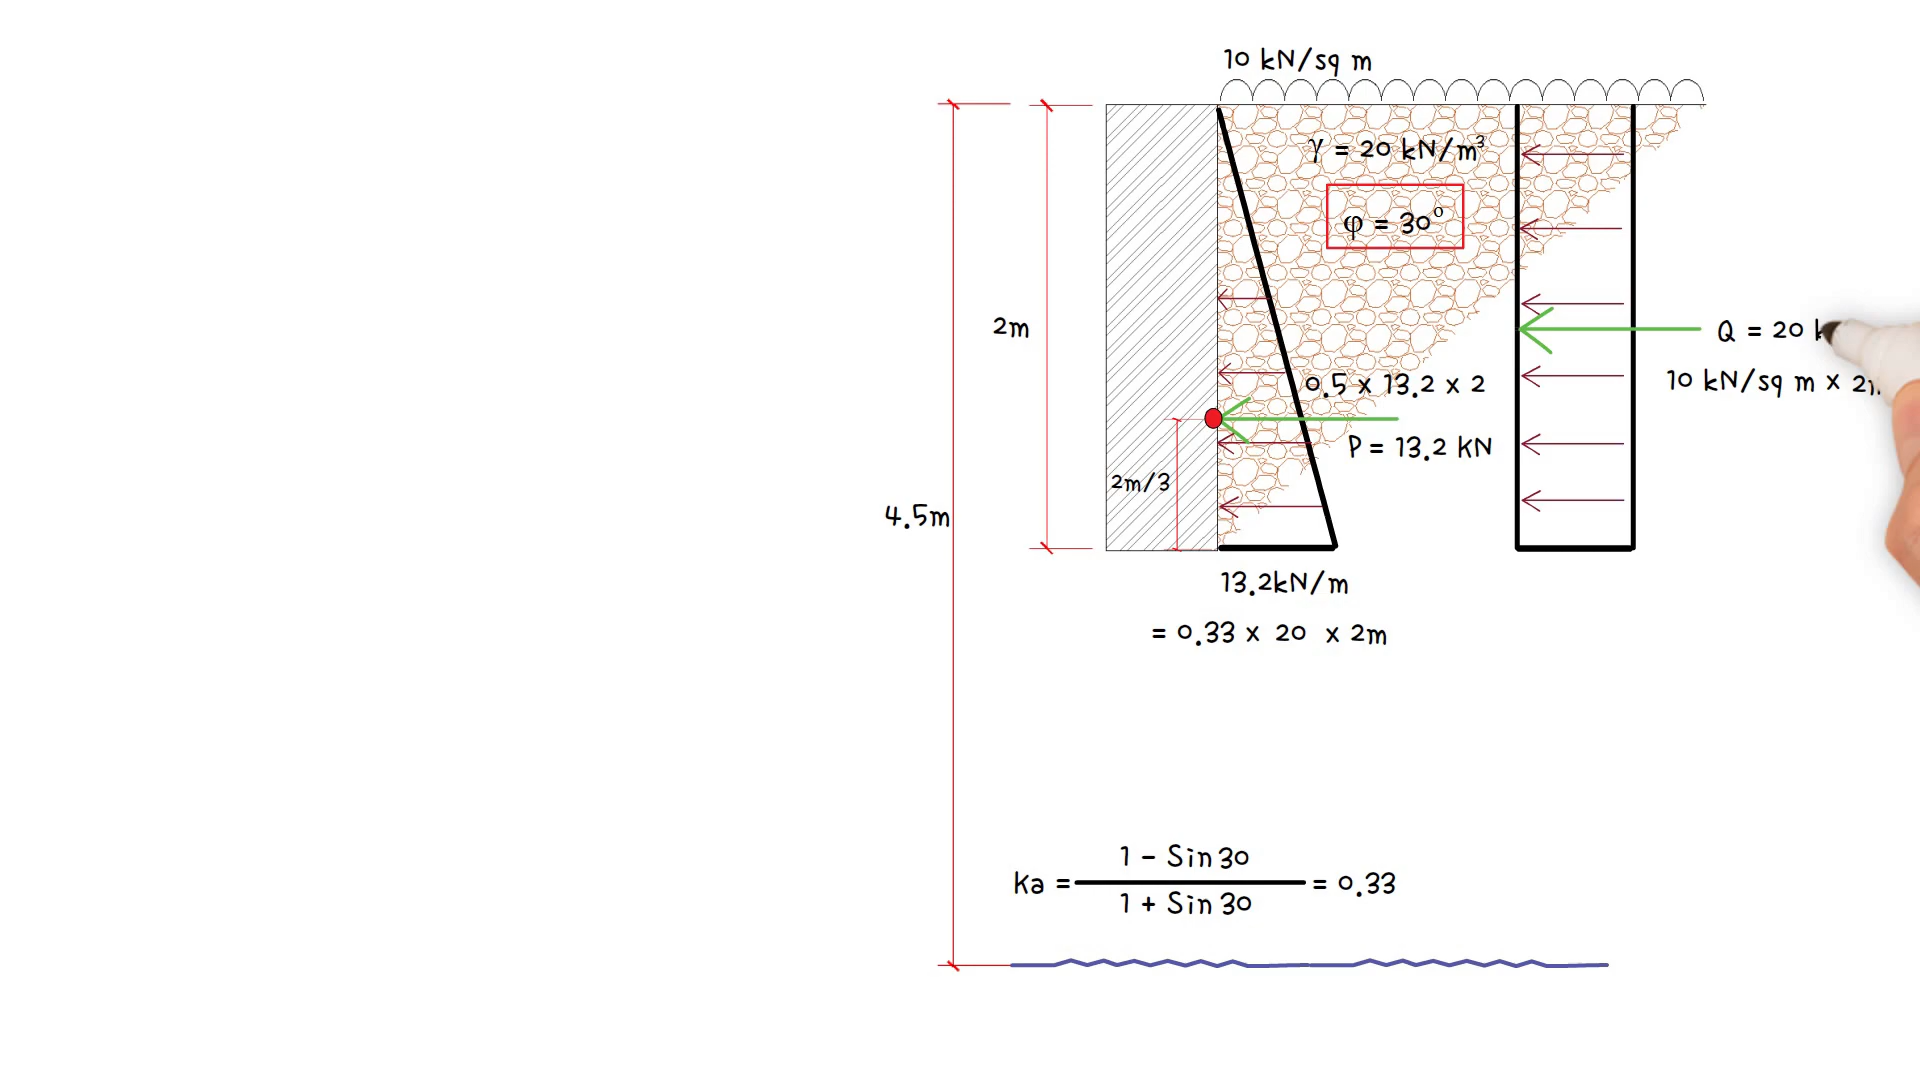 10 kN/sq m
γ = 20 kN/m³
φ = 30°
2m
Q = 20 k
10 kN/sq m x 2m
0.5 x 13.2 x 2
P = 13.2 KN
2m/3
4.5m
13.2kN/m
= 0.33 x 20 x 2m
1 - Sin 30
Ka = = 0.33
1 + Sin 30